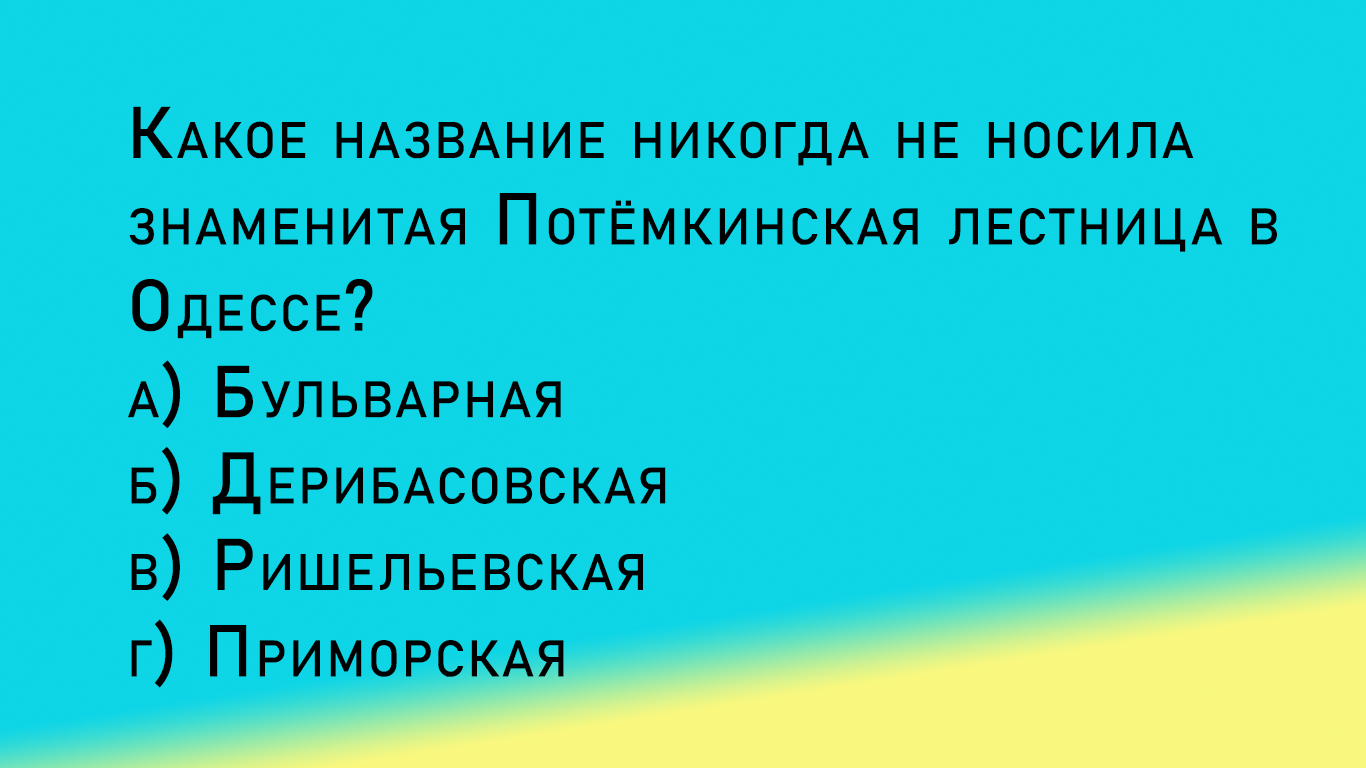 Какое название никогда не носила
знаменитая Потёмкинская лестница в
Одессе?
а) Бульварная
б) Дерибасовская
в) Ришельевская
г) Приморская